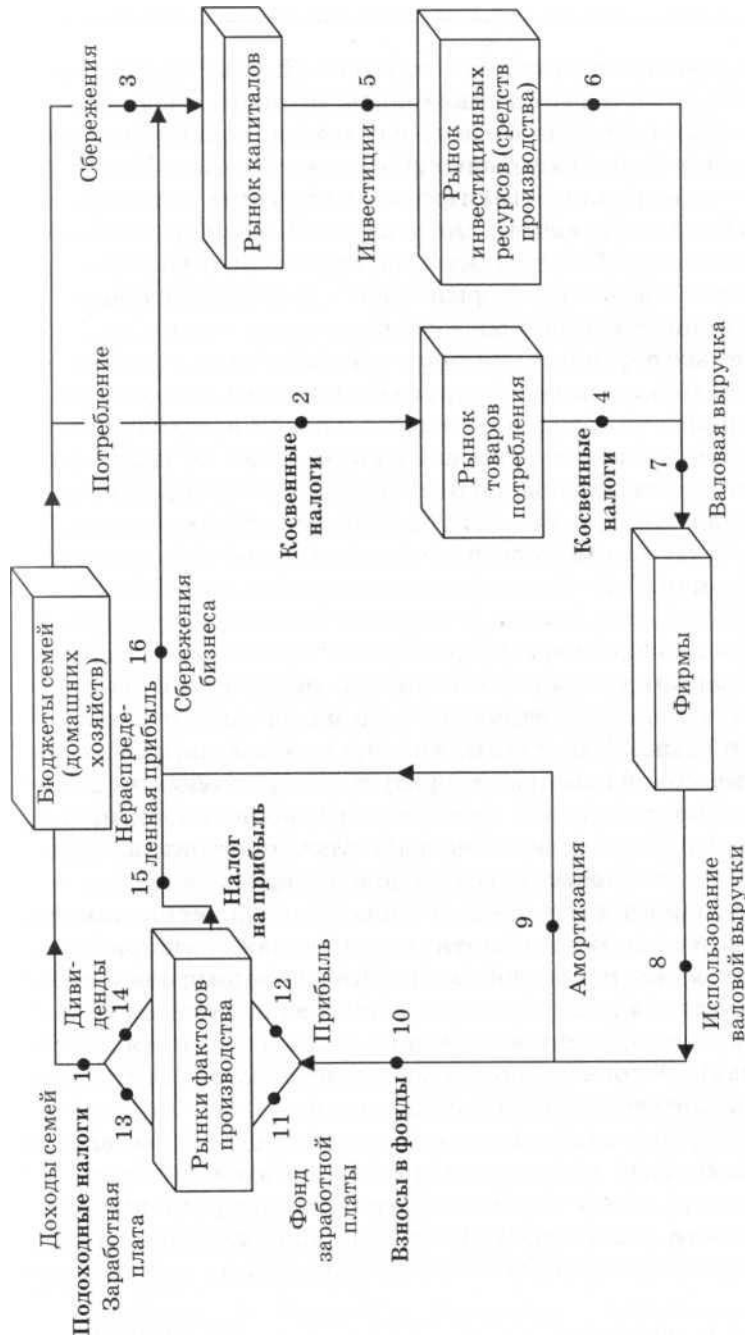 Доходы семей
Подоходные налоги
Заработная
плата
1
13
14
Диви-
денды
Рынки факторов
производства
11
12
Фонд
заработной
платы
Прибыль
Взносы в фонды
10
Бюджеты семей
(домашних
хозяйств)
15
Нераспреде-
ленная прибыль
Налог
на прибыль
16
Сбережения
бизнеса
9
Амортизация
8
Использование
валовой выручки
Потребление
Сбережения
3
Косвенные
налоги
2
Рынок капиталов
Инвестиции
5
Рынок
товаров
потребления
Рынок
инвестиционных
ресурсов (средств
производства)
Косвенные
налоги
4
6
7
Валовая выручка
Фирмы